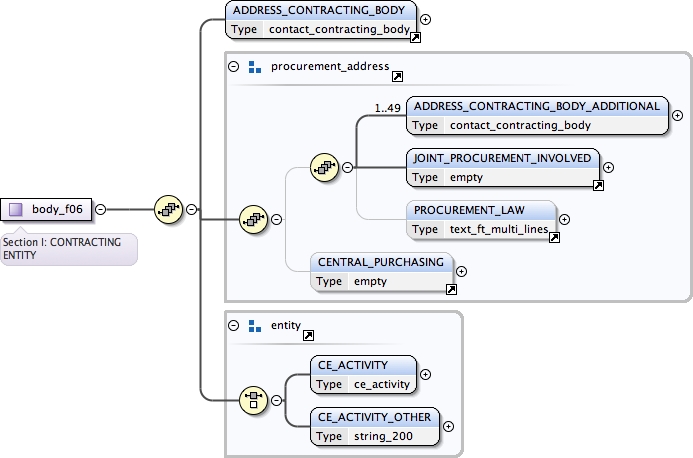 ADDRESS_CONTRACTING_BODY
Type contact_contracting_body
procurement_address
1..49
ADDRESS_CONTRACTING_BODY_ADDITIONAL
Type contact_contracting_body
JOINT_PROCUREMENT_INVOLVED
Type empty
PROCUREMENT_LAW
Type text_ft_multi_lines
body_f06
Section I: CONTRACTING
ENTITY
CENTRAL_PURCHASING
Type empty
entity
CE_ACTIVITY
Type ce_activity
CE_ACTIVITY_OTHER
Type string_200